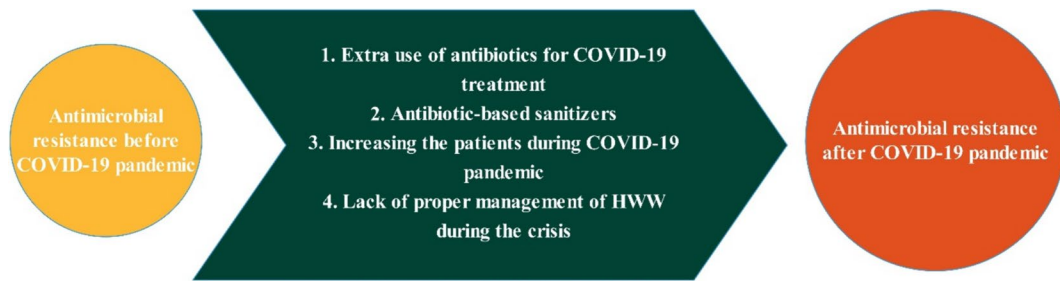 Antimicrobial
resistance before
COVID-19 pandemic
1. Extra use of antibiotics for COVID-19
treatment
2. Antibiotic-based sanitizers
3. Increasing the patients during COVID-19
pandemic
4. Lack of proper management of HWW
during the crisis
Antimicrobial resistance
after COVID-19 pandemic